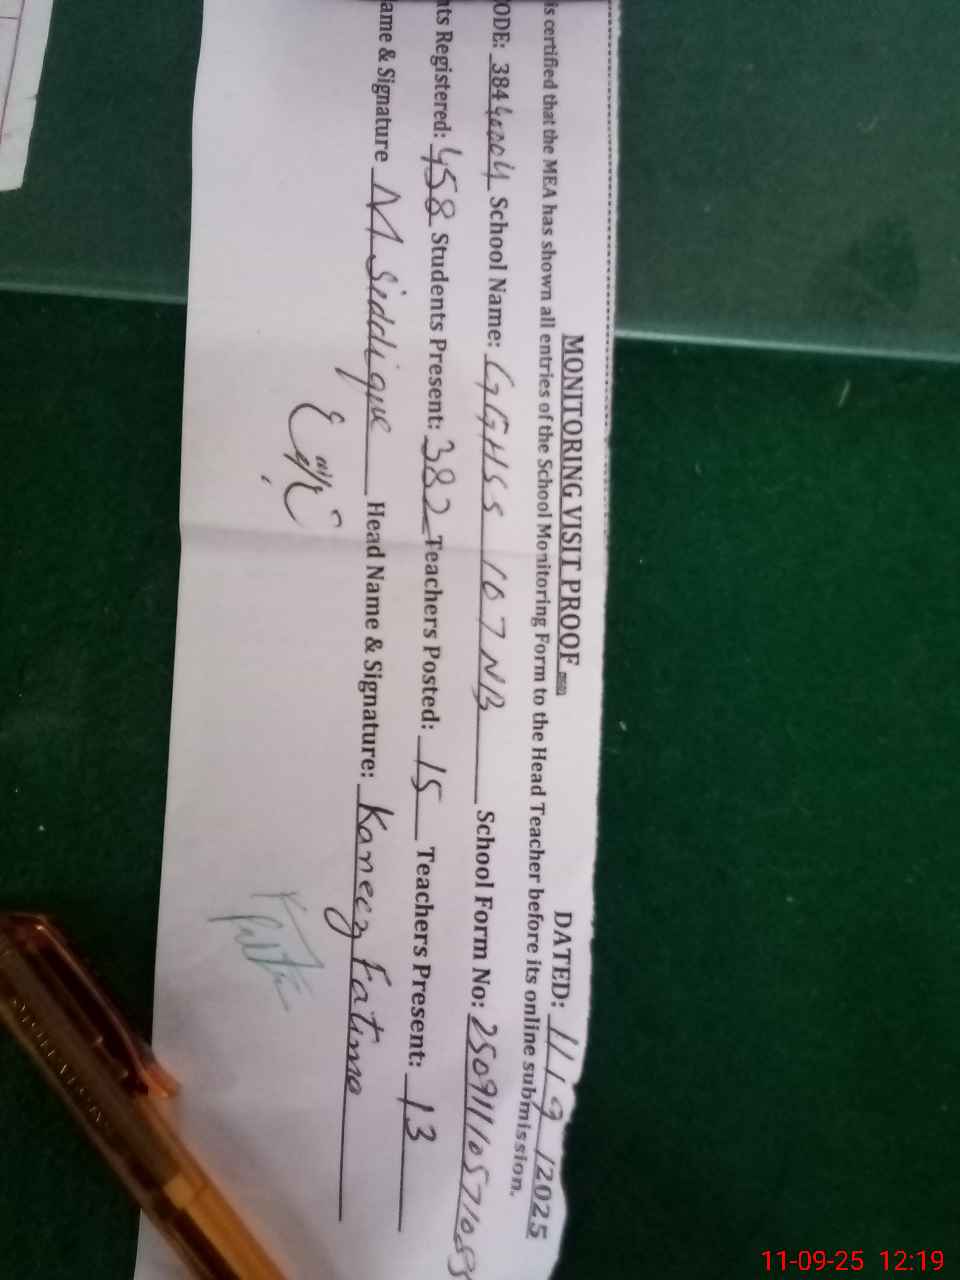 MONITORING VISIT PROOF DATED: 11/9/2025
is certified that the MEA has shown all entries of the School Monitoring Form to the Head Teacher before its online submission.
ODE: 38440004 School Name: GGHSS 107 NB School Form No:
nts Registered: 458 Students Present: 382 Teachers Posted: 15 Teachers Present: 13
ame & Signature M Siddique Head Name & Signature: Kaneez Fatima
11-09-25 12:19